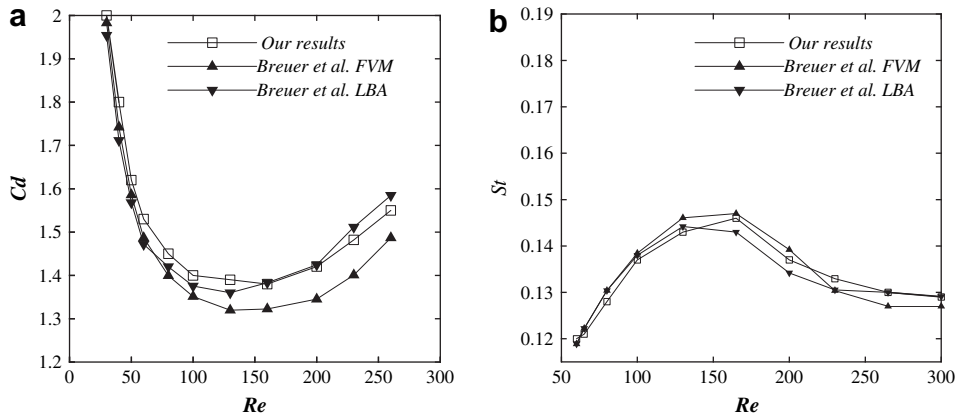 a
2
1.9
1.8
1.7
1.6
1.5
1.4
1.3
1.2
Cd
0
50
100
150
200
250
300
Re
Our results
Breuer et al. FVM
Breuer et al. LBA
b
0.19
0.18
0.17
0.16
0.15
0.14
0.13
0.12
St
50
100
150
200
250
300
Re
Our results
Breuer et al. FVM
Breuer et al. LBA